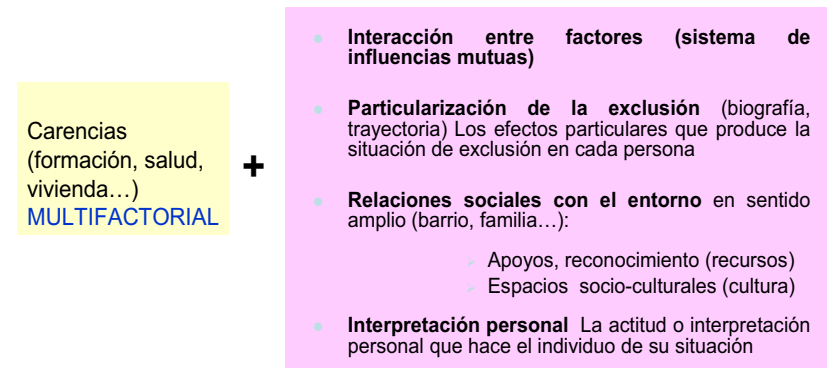 Carencias
(formación, salud,
vivienda…)
MULTIFACTORIAL
+
Interacción entre factores (sistema de
influencias mutuas)
Particularización de la exclusión (biografía,
trayectoria) Los efectos particulares que produce la
situación de exclusión en cada persona
Relaciones sociales con el entorno en sentido
amplio (barrio, familia…):
Apoyos, reconocimiento (recursos)
Espacios socio-culturales (cultura)
Interpretación personal La actitud o interpretación
personal que hace el individuo de su situación